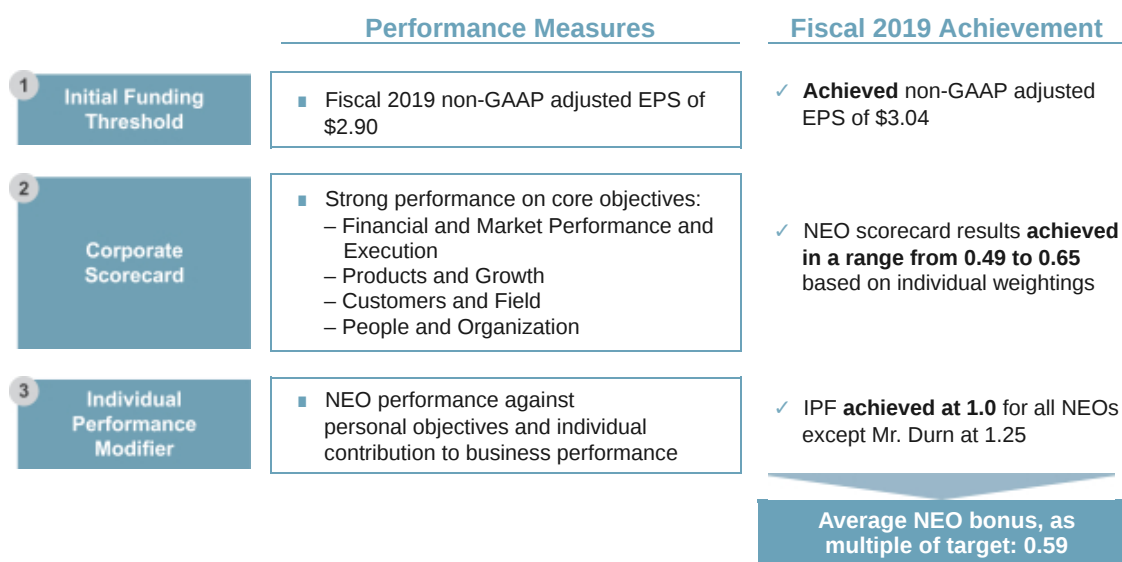 Performance Measures
Fiscal 2019 Achievement
1
Initial Funding
Threshold
▪ Fiscal 2019 non-GAAP adjusted EPS of
$2.90
✓ Achieved non-GAAP adjusted
EPS of $3.04
2
Corporate
Scorecard
▪ Strong performance on core objectives:
– Financial and Market Performance and
Execution
– Products and Growth
– Customers and Field
– People and Organization
✓ NEO scorecard results achieved
in a range from 0.49 to 0.65
based on individual weightings
3
Individual
Performance
Modifier
▪ NEO performance against
personal objectives and individual
contribution to business performance
✓ IPF achieved at 1.0 for all NEOs
except Mr. Durn at 1.25
Average NEO bonus, as
multiple of target: 0.59